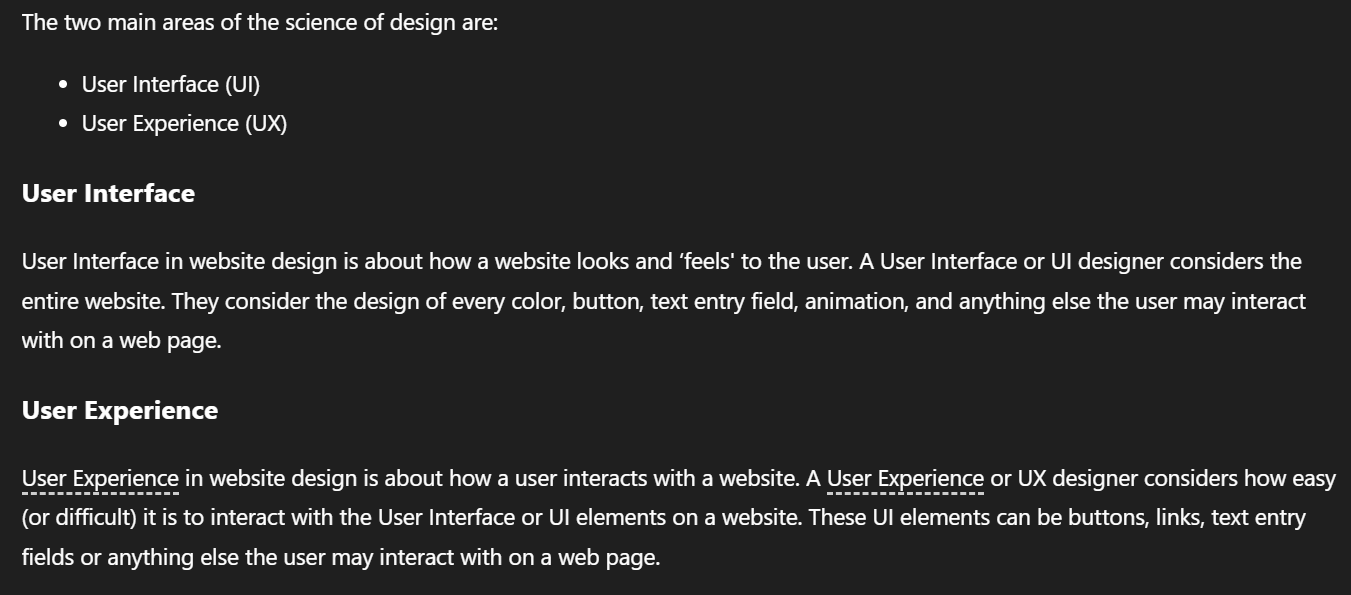 The two main areas of the science of design are:
• User Interface (UI)
• User Experience (UX)
User Interface
User Interface in website design is about how a website looks and ‘feels' to the user. A User Interface or UI designer considers the
entire website. They consider the design of every color, button, text entry field, animation, and anything else the user may interact
with on a web page.
User Experience
User Experience in website design is about how a user interacts with a website. A User Experience or UX designer considers how easy
(or difficult) it is to interact with the User Interface or UI elements on a website. These UI elements can be buttons, links, text entry
fields or anything else the user may interact with on a web page.